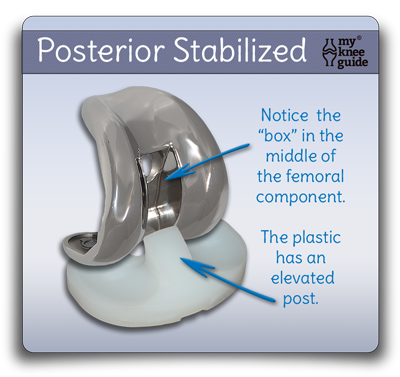 Posterior Stabilized
my®
knee
guide
Notice the
“box” in the
middle of
the femoral
component.
The plastic
has an
elevated
post.